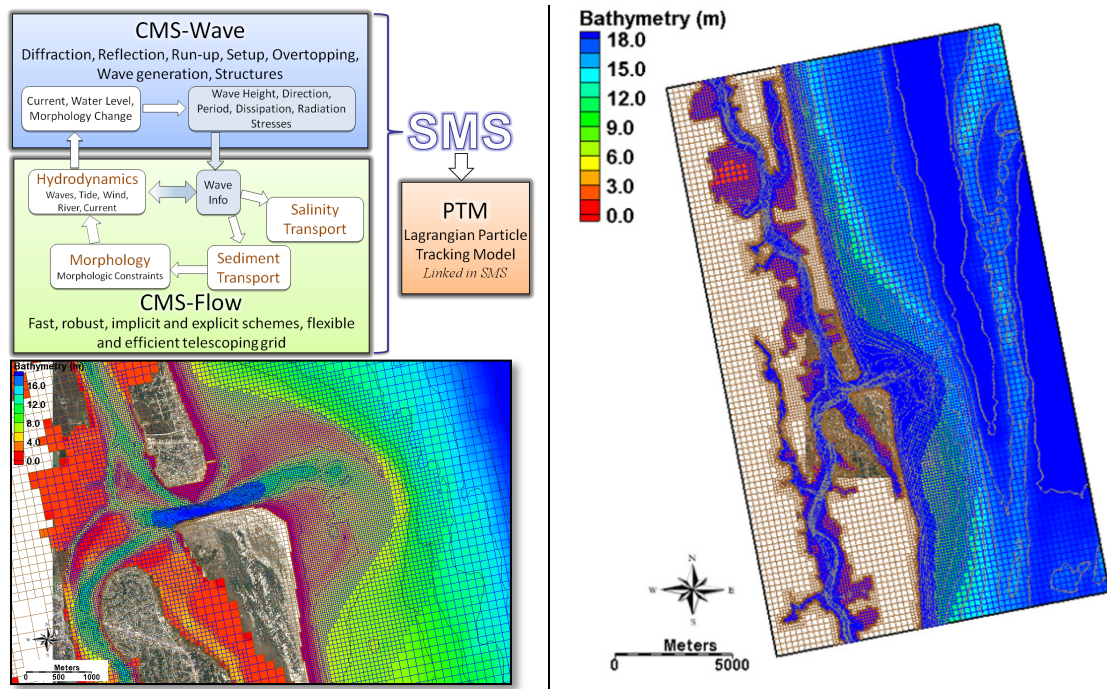 CMS-Wave
Diffraction, Reflection, Run-up, Setup, Overtopping,
Wave generation, Structures
Current, Water Level,
Morphology Change
Wave Height, Direction,
Period, Dissipation, Radiation
Stresses
Hydrodynamics
Waves, Tide, Wind,
River, Current
Wave
Info
Salinity
Transport
Morphology
Morphologic Constraints
Sediment
Transport
CMS-Flow
Fast, robust, implicit and explicit schemes, flexible
and efficient telescoping grid
SMS
PTM
Lagrangian Particle
Tracking Model
Linked in SMS
Bathymetry (m)
16.0
12.0
8.0
4.0
0.0
Meters
0 500 1000
Bathymetry (m)
18.0
15.0
12.0
9.0
6.0
3.0
0.0
N
W E
S
Meters
0 5000